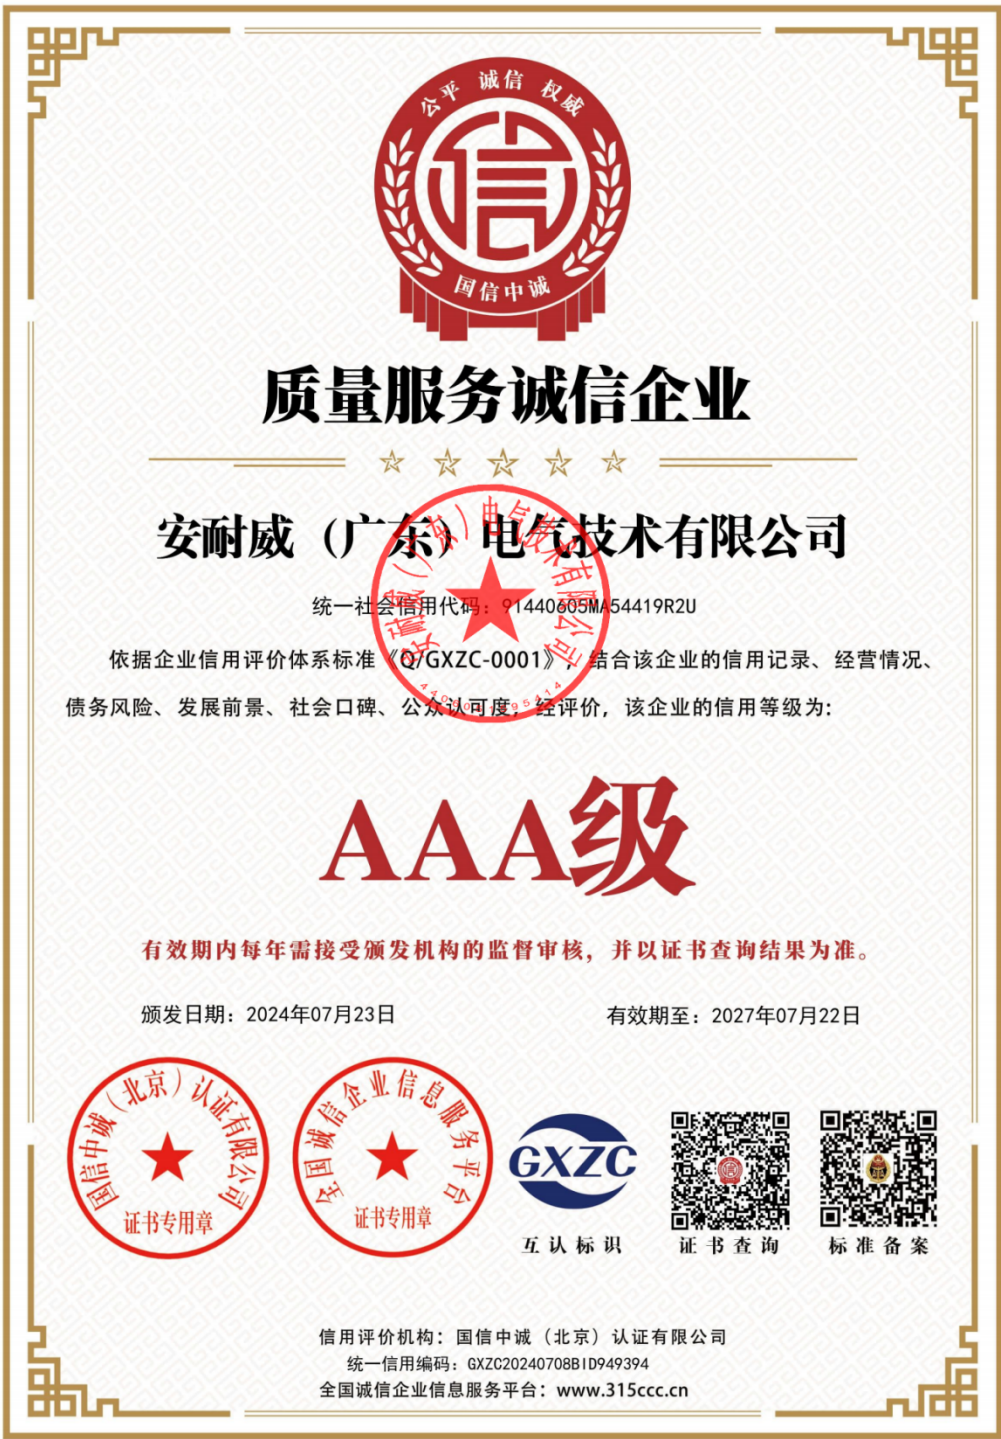 公平 诚信 权威
信
国信中诚
质量服务诚信企业
安耐威（广东）电气技术有限公司
安耐威（广东）电气技术有限公司
统一社会信用代码：91440605MA54419R2U
依据企业信用评价体系标准《Q/GXZC-0001》，结合该企业的信用记录、经营情况、
债务风险、发展前景、社会口碑、公众认可度，经评价，该企业的信用等级为:
AAA级
有效期内每年需接受颁发机构的监督审核，并以证书查询结果为准。
颁发日期：2024年07月23日
有效期至：2027年07月22日
国信中诚（北京）认证有限公司
证书专用章
全国诚信企业信息服务平台
证书专用章
GXZC
互认标识
证书查询
标准备案
信用评价机构：国信中诚（北京）认证有限公司
统一信用编码：GXZC20240708BID949394
全国诚信企业信息服务平台：www.315ccc.cn